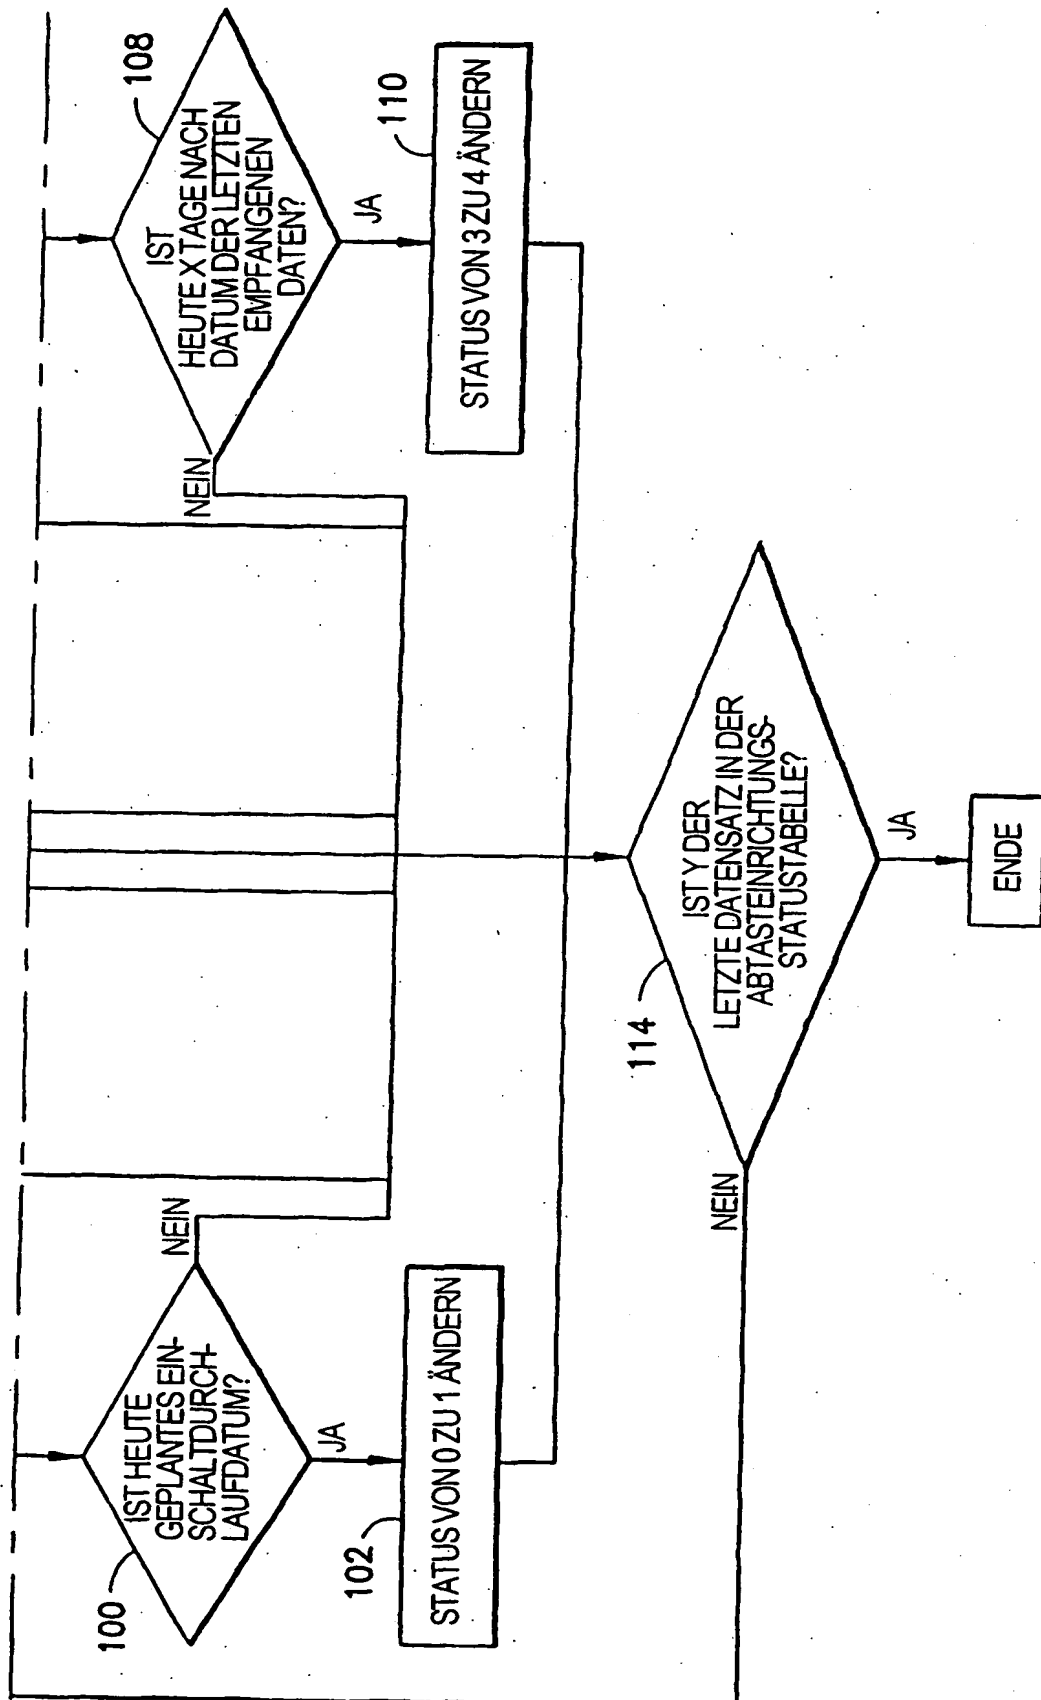 100
IST HEUTE
GEPLANTES EIN-
SCHALTDURCH-
LAUFDATUM?
NEIN
JA
102
STATUS VON 0 ZU 1 ÄNDERN
108
IST
HEUTE X TAGE NACH
DATUM DER LETZTEN
EMPFANGENEN
DATEN?
NEIN
JA
110
STATUS VON 3 ZU 4 ÄNDERN
114
IST Y DER
LETZTE DATENSATZ IN DER
ABTASTEINRICHTUNGS-
STATUSTABELLE?
NEIN
JA
ENDE